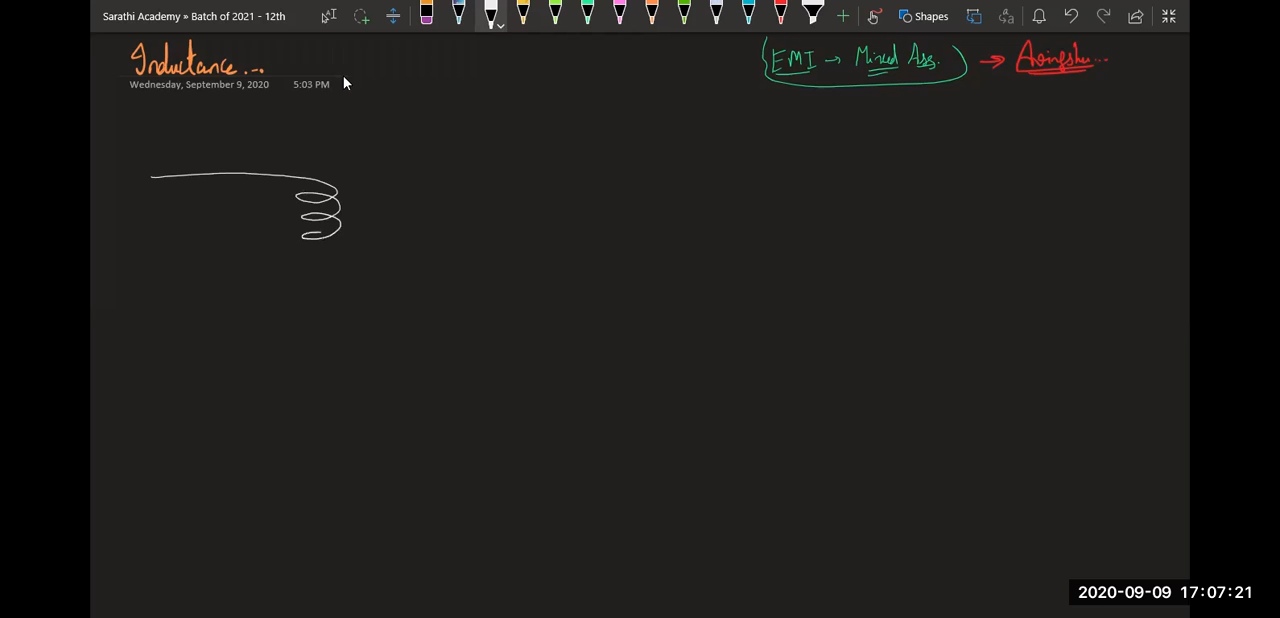 Sarathi Academy » Batch of 2021 - 12th
Shapes
Inductance...
EMI → Mixed Ass. →
Wednesday, September 9, 2020 5:03 PM
2020-09-09 17:07:21